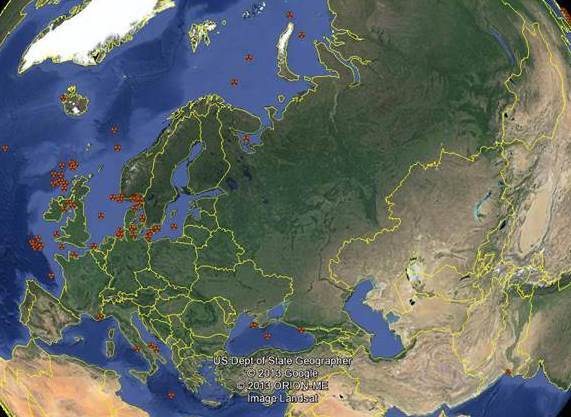 US Dept of State Geographer
© 2013 Google
© 2013 ORION-ME
Image Landsat